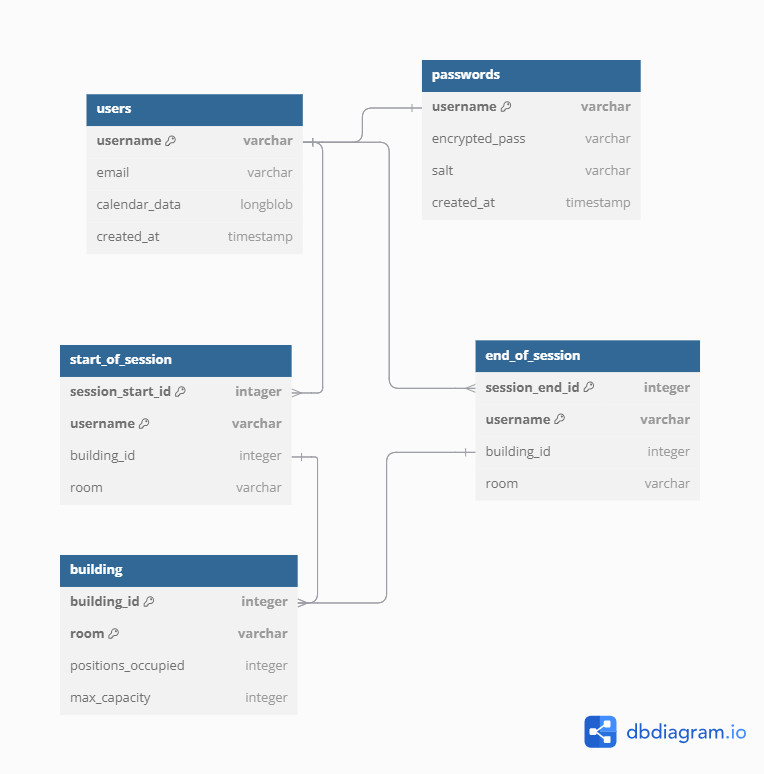 passwords
username varchar
encrypted_pass varchar
salt varchar
created_at timestamp
users
username varchar
email varchar
calendar_data longblob
created_at timestamp
start_of_session
session_start_id intager
username varchar
building_id integer
room varchar
end_of_session
session_end_id integer
username varchar
building_id integer
room varchar
building
building_id integer
room varchar
positions_occupied integer
max_capacity integer
dbdiagram.io